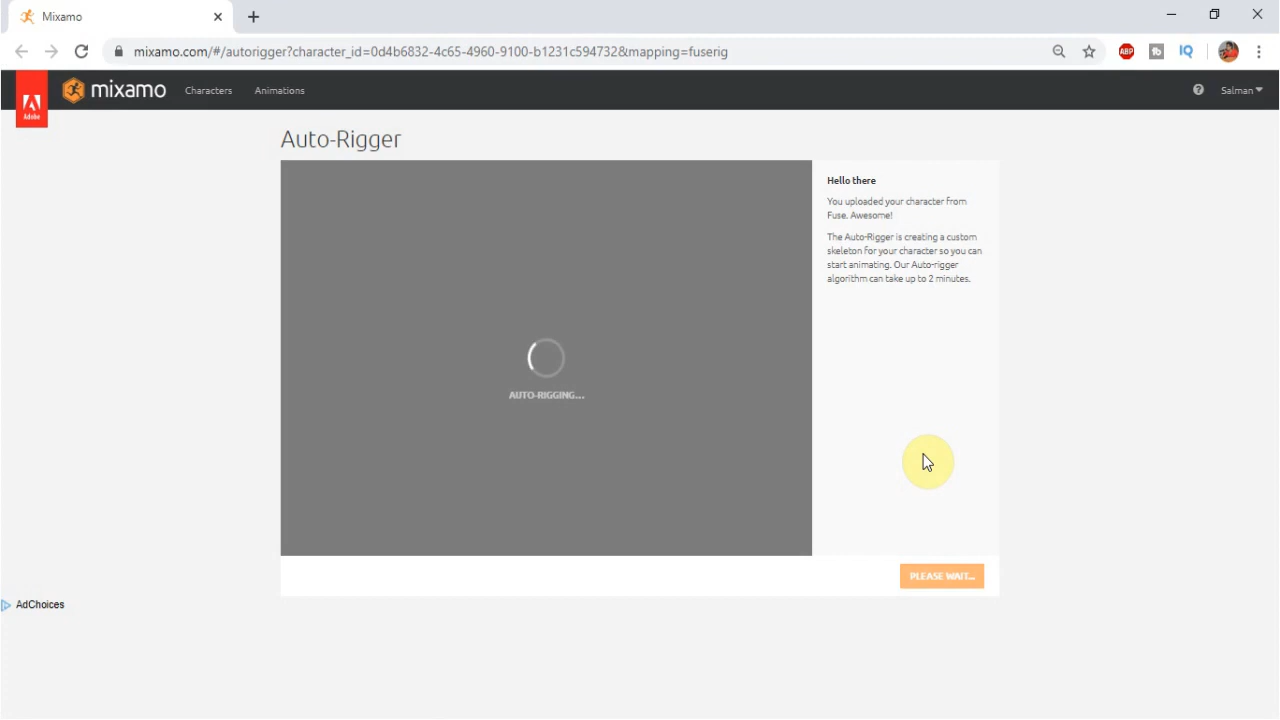 Mixamo
mixamo.com/#/autorigger?character_id=0d4b6832-4c65-4960-9100-b1231c594732&mapping=fuserig
ABP
IQ
Adobe
mixamo
Characters
Animations
Salman
Auto-Rigger
Hello there
You uploaded your character from
Fuse. Awesome!
The Auto-Rigger is creating a custom
skeleton for your character so you can
start animating. Our Auto-rigger
algorithm can take up to 2 minutes.
AUTO-RIGGING...
PLEASE WAIT...
AdChoices